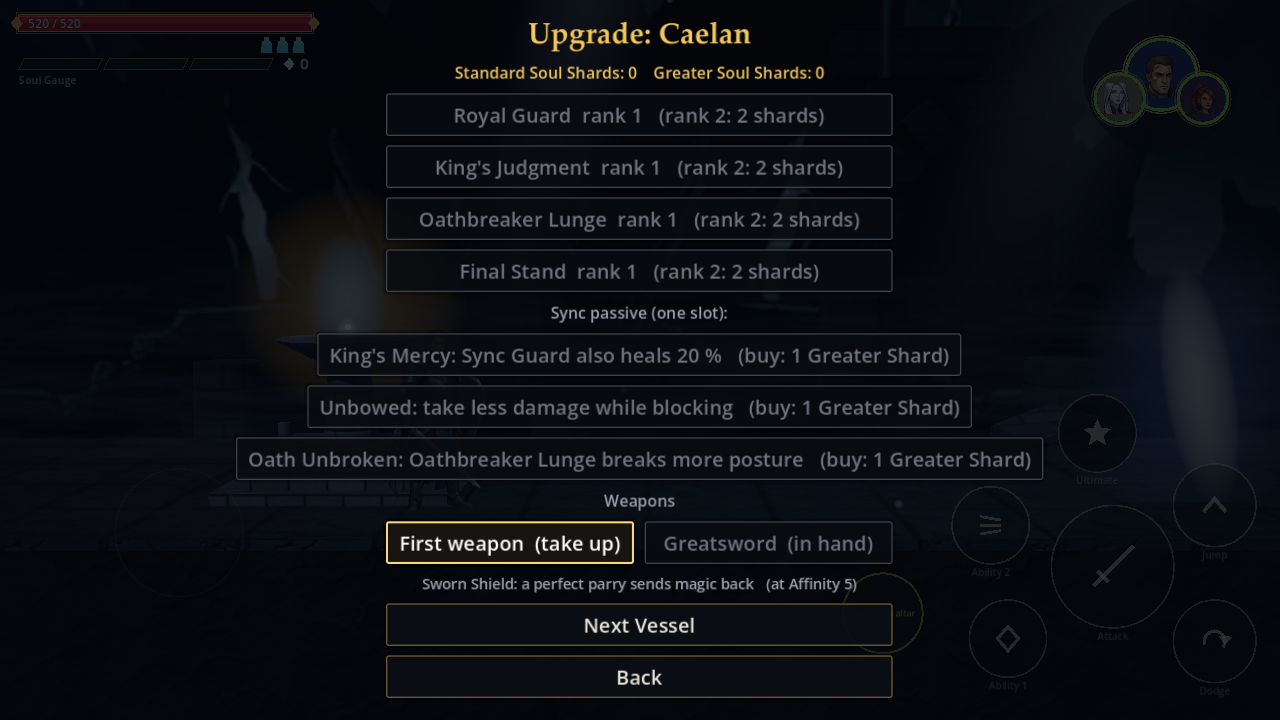 520 / 520
0
Soul Gauge
Upgrade: Caelan
Standard Soul Shards: 0 Greater Soul Shards: 0
Royal Guard rank 1 (rank 2: 2 shards)
King's Judgment rank 1 (rank 2: 2 shards)
Oathbreaker Lunge rank 1 (rank 2: 2 shards)
Final Stand rank 1 (rank 2: 2 shards)
Sync passive (one slot):
King's Mercy: Sync Guard also heals 20 % (buy: 1 Greater Shard)
Unbowed: take less damage while blocking (buy: 1 Greater Shard)
Oath Unbroken: Oathbreaker Lunge breaks more posture (buy: 1 Greater Shard)
Weapons
First weapon (take up) Greatsword (in hand)
Sworn Shield: a perfect parry sends magic back (at Affinity 5)
Next Vessel
Back
Ultimate
Ability 2
Jump
altar
Attack
Ability 1
Dodge